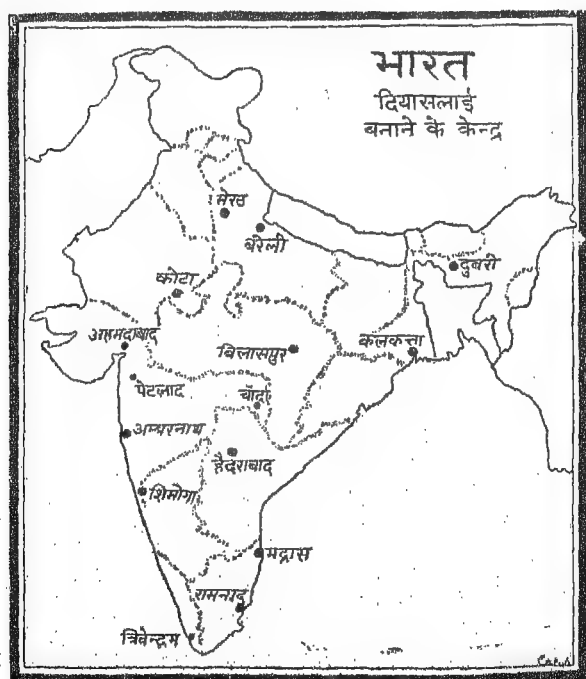 भारत
दियासलाई
बनाने के केन्द्र
मेरठ
बरेली
दुबरी
कोटा
अहमदाबाद
बिलासपुर
कलकत्ता
पेटलाद
चाँदा
अम्बरनाथ
हैदराबाद
शिमोगा
मद्रास
रामनाद
त्रिवेन्द्रम